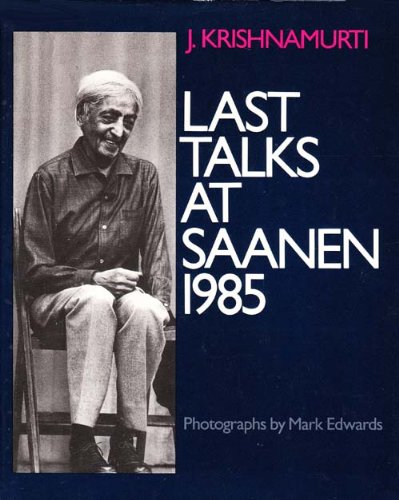 J. KRISHNAMURTI
LAST
TALKS
AT
SAANEN
1985
Photographs by Mark Edwards